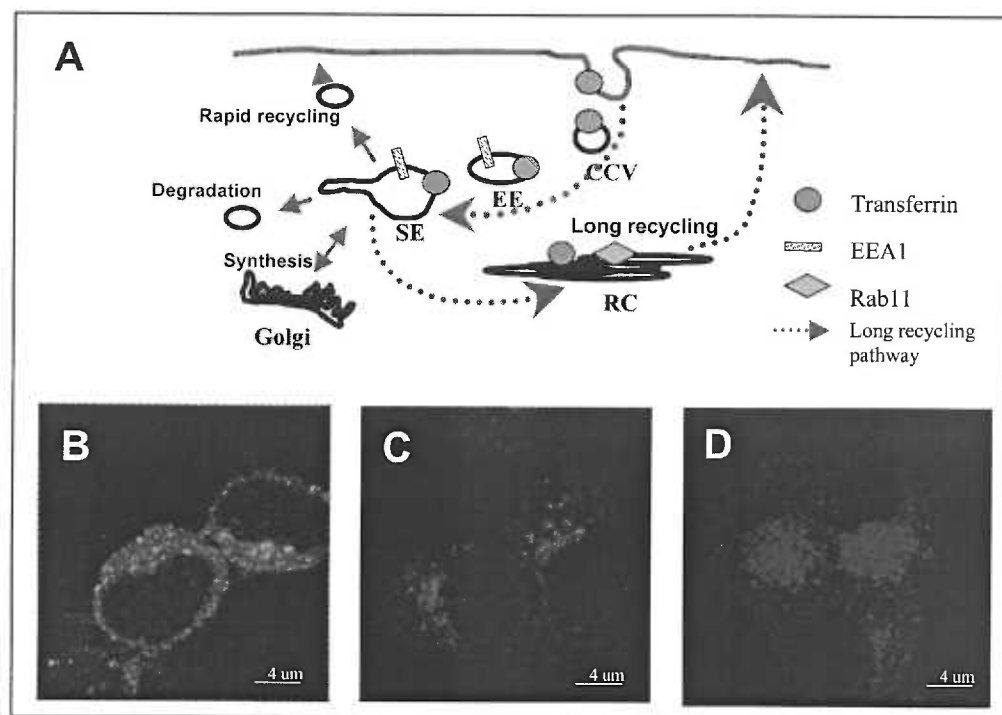 A
Rapid recycling
Degradation
Synthesis
Golgi
SE
EE
CCV
Long recycling
RC
Transferrin
EEA1
Rab11
Long recycling
pathway
B
4 um
C
4 um
D
4 um